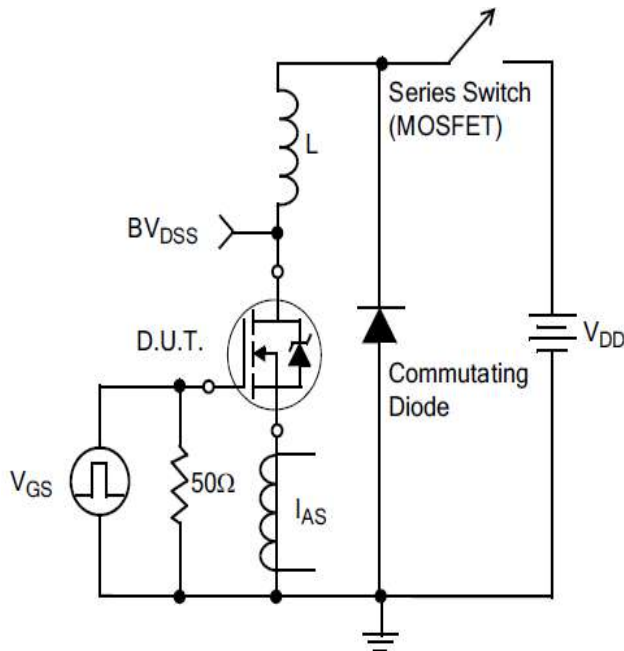 Series Switch
(MOSFET)
L
BVDSS
D.U.T.
VDD
Commutating
Diode
VGS
50Ω
IAS